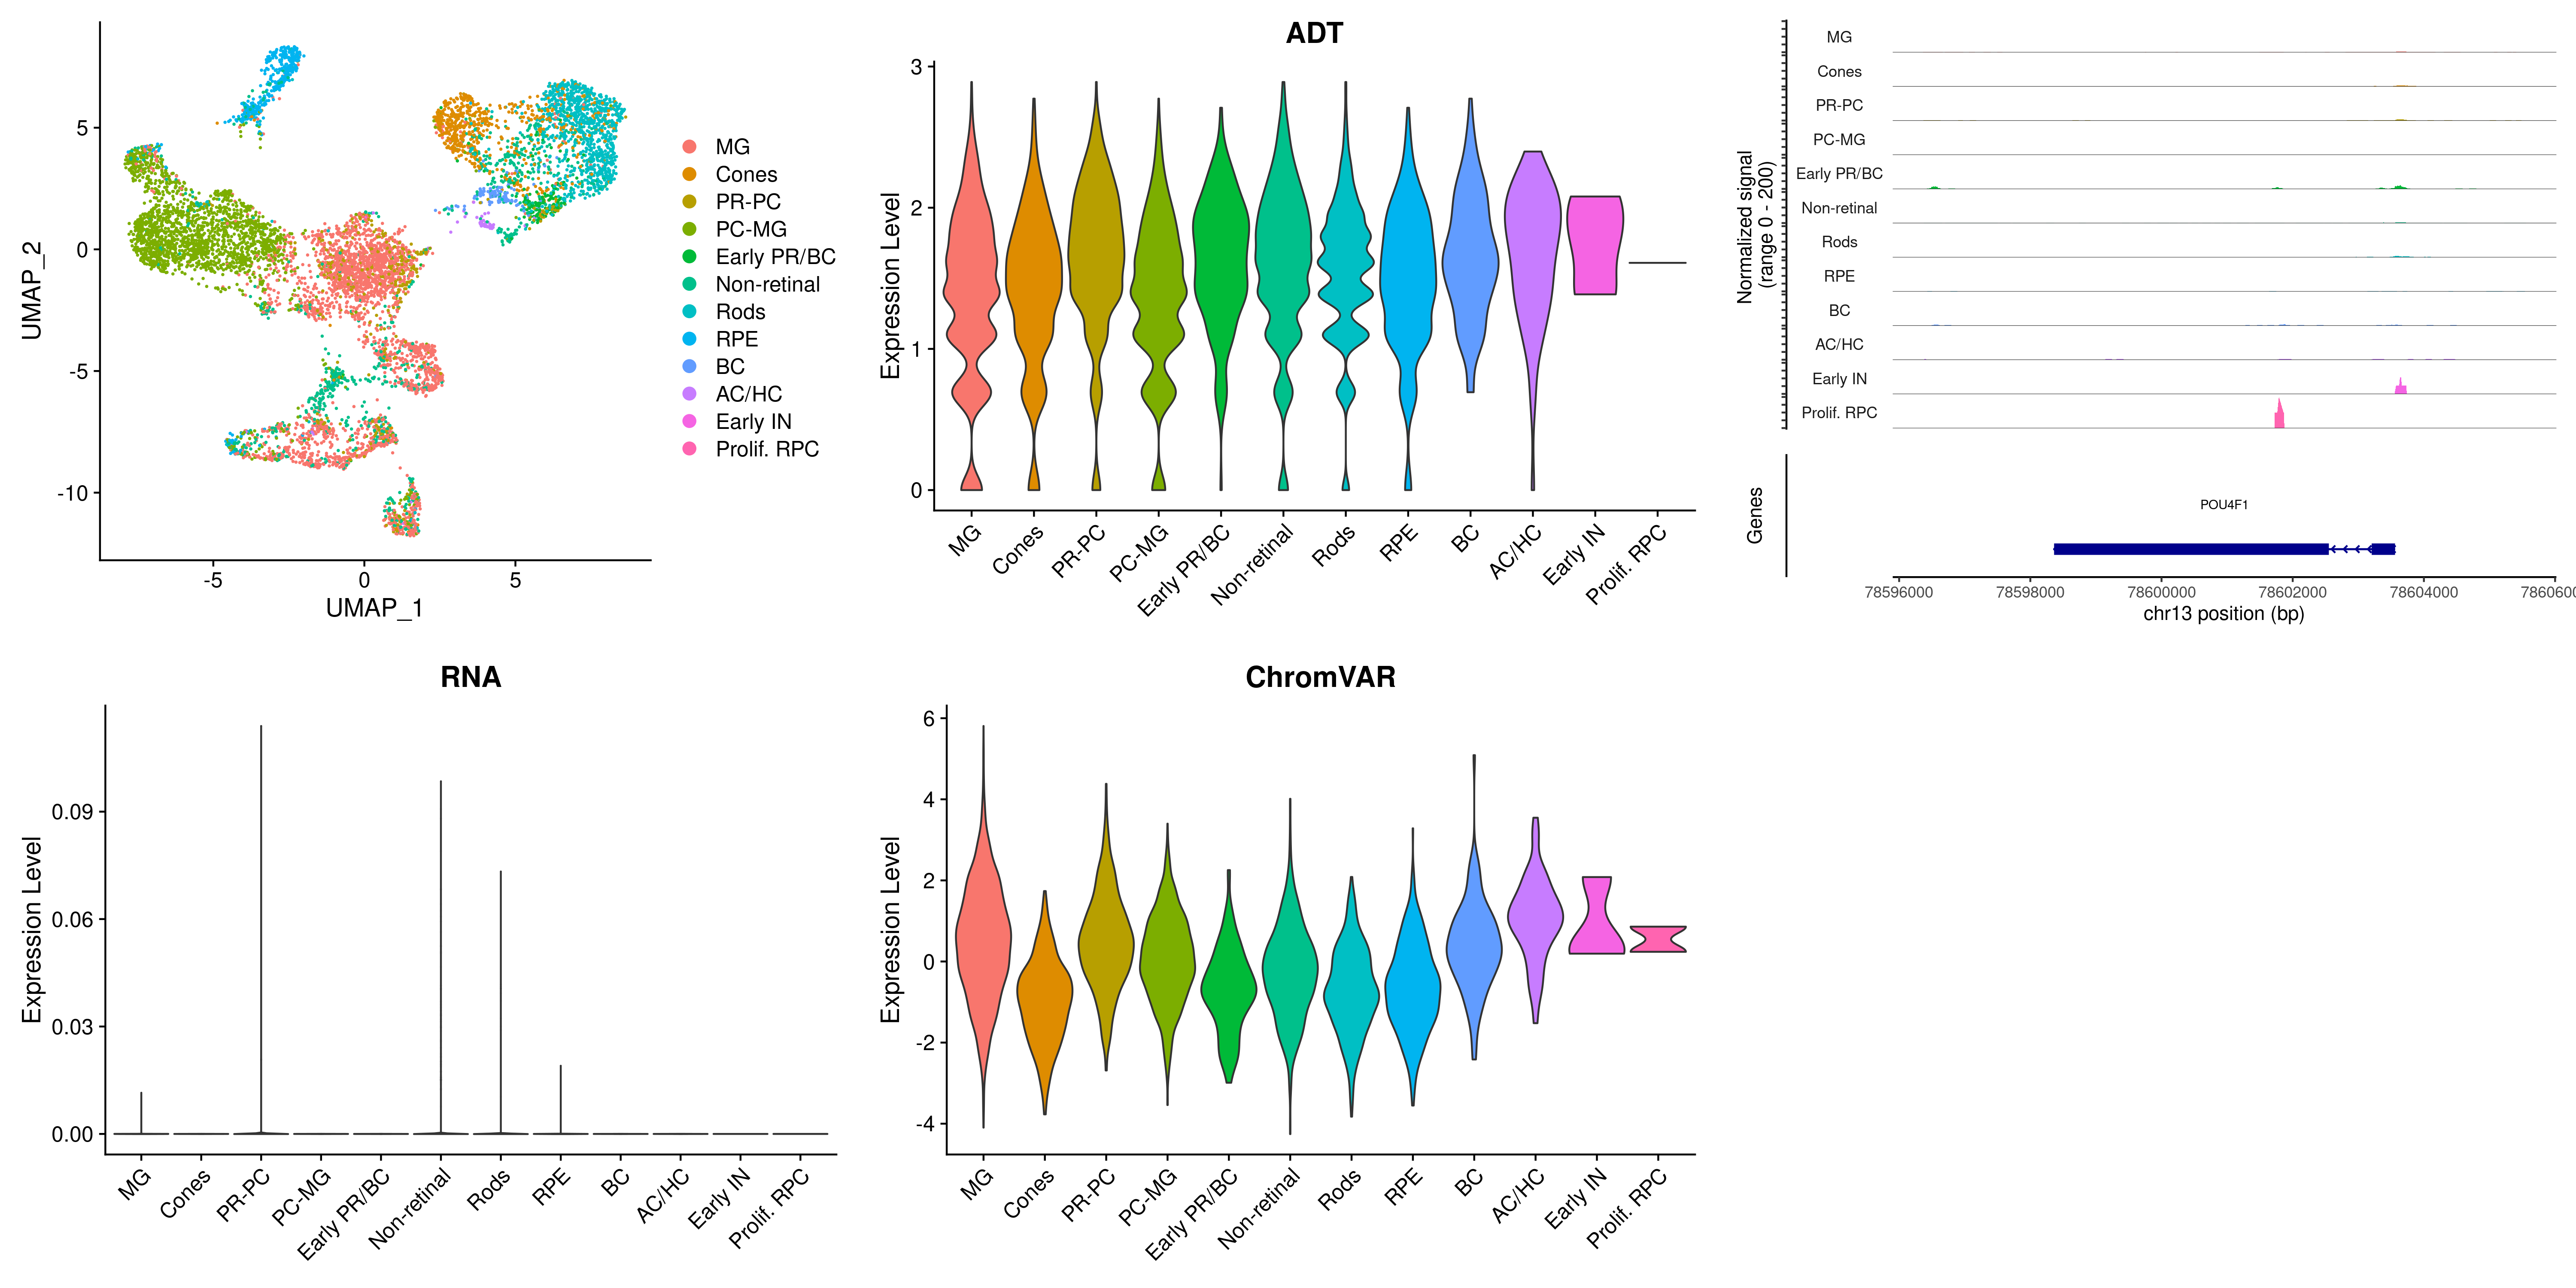 5
0
-5
-10
UMAP_2
-5
0
5
UMAP_1
MG
Cones
PR-PC
PC-MG
Early PR/BC
Non-retinal
Rods
RPE
BC
AC/HC
Early IN
Prolif. RPC
ADT
3
2
1
0
Expression Level
MG
Cones
PR-PC
PC-MG
Early PR/BC
Non-retinal
Rods
RPE
BC
AC/HC
Early IN
Prolif. RPC
Normalized signal
(range 0 - 200)
MG
Cones
PR-PC
PC-MG
Early PR/BC
Non-retinal
Rods
RPE
BC
AC/HC
Early IN
Prolif. RPC
Genes
POU4F1
78596000
78598000
78600000
78602000
78604000
7860600
chr13 position (bp)
RNA
0.09
0.06
0.03
0.00
Expression Level
MG
Cones
PR-PC
PC-MG
Early PR/BC
Non-retinal
Rods
RPE
BC
AC/HC
Early IN
Prolif. RPC
ChromVAR
6
4
2
0
-2
-4
Expression Level
MG
Cones
PR-PC
PC-MG
Early PR/BC
Non-retinal
Rods
RPE
BC
AC/HC
Early IN
Prolif. RPC